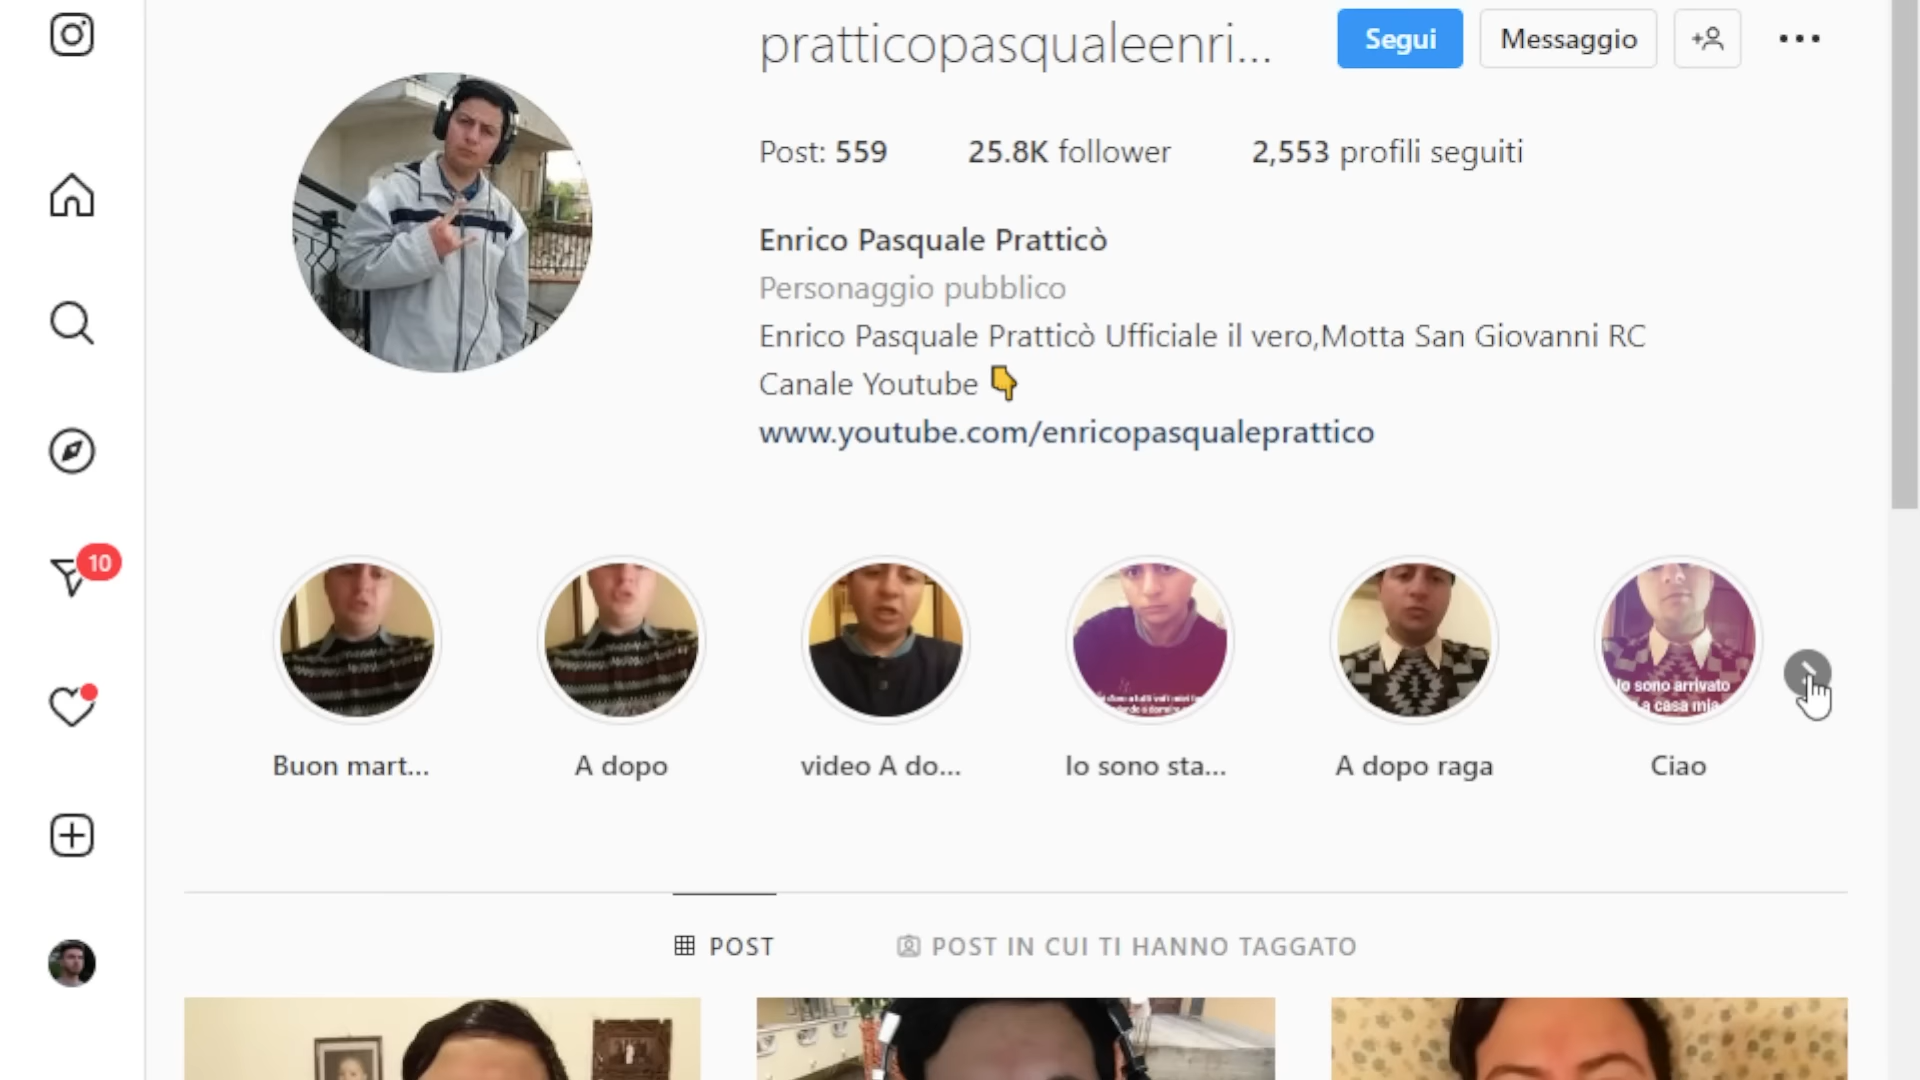 pratticopasqualeenri...
Segui
Messaggio
Post: 559
25.8K follower
2,553 profili seguiti
Enrico Pasquale Pratticò
Personaggio pubblico
Enrico Pasquale Pratticò Ufficiale il vero,Motta San Giovanni RC
Canale Youtube 👇
www.youtube.com/enricopasqualeprattico
10
Io sono arrivato
a casa mia
Buon mart...
A dopo
video A do...
Io sono sta...
A dopo raga
Ciao
POST
POST IN CUI TI HANNO TAGGATO